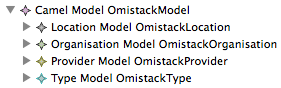 Camel Model OmistackModel
Location Model OmistackLocation
Organisation Model OmistackOrganisation
Provider Model OmistackProvider
Type Model OmistackType